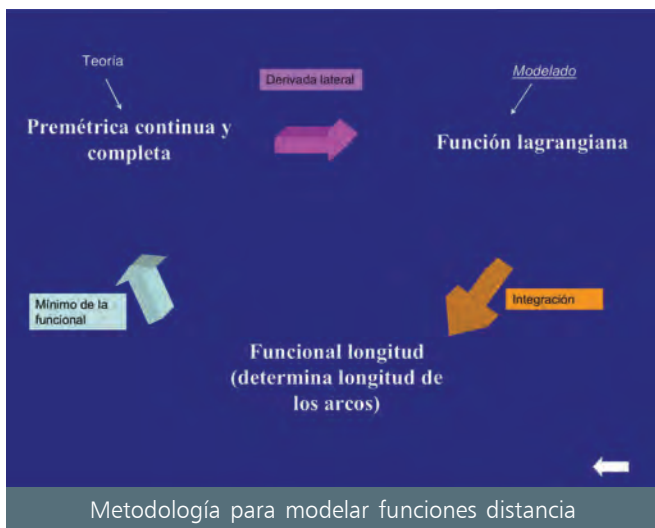 Teoría
Derivada lateral
Modelado
Premétrica continua y
completa
Función lagrangiana
Mínimo de la
funcional
Integración
Funcional longitud
(determina longitud de
los arcos)
Metodología para modelar funciones distancia